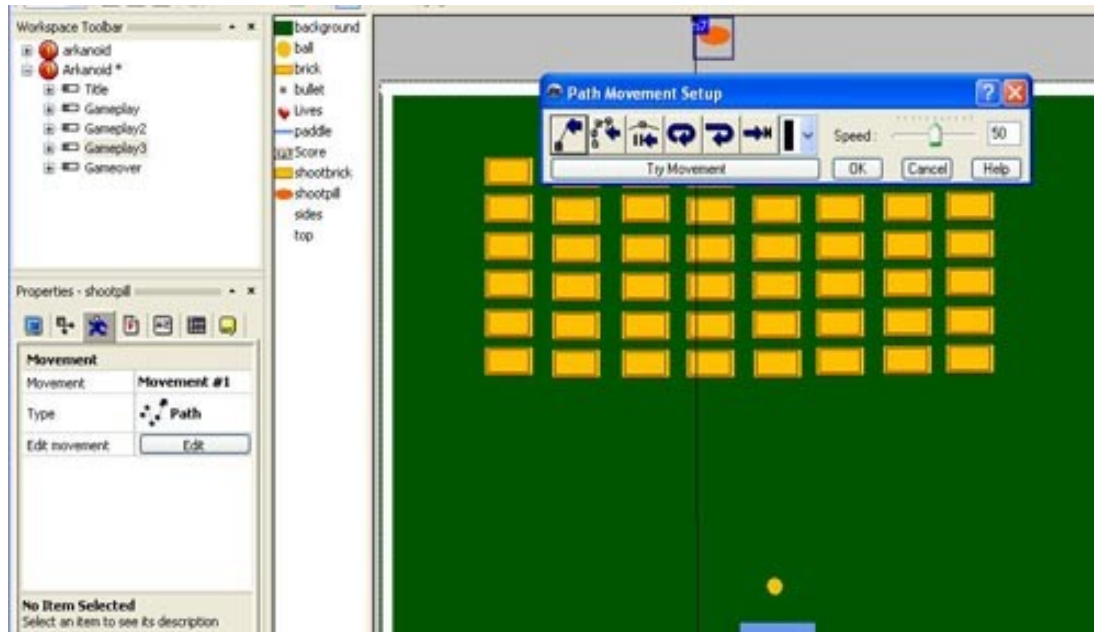 Workspace Toolbar
arkanoid
Arkanoid *
Title
Gameplay
Gameplay2
Gameplay3
Gameover
background
ball
brick
bullet
Lives
paddle
Score
shootbrick
shootpill
sides
top
Path Movement Setup
Speed:
50
Try Movement
OK
Cancel
Help
Properties - shootpill
Movement
Movement Movement #1
Type Path
Edit movement Edit
No Item Selected
Select an item to see its description